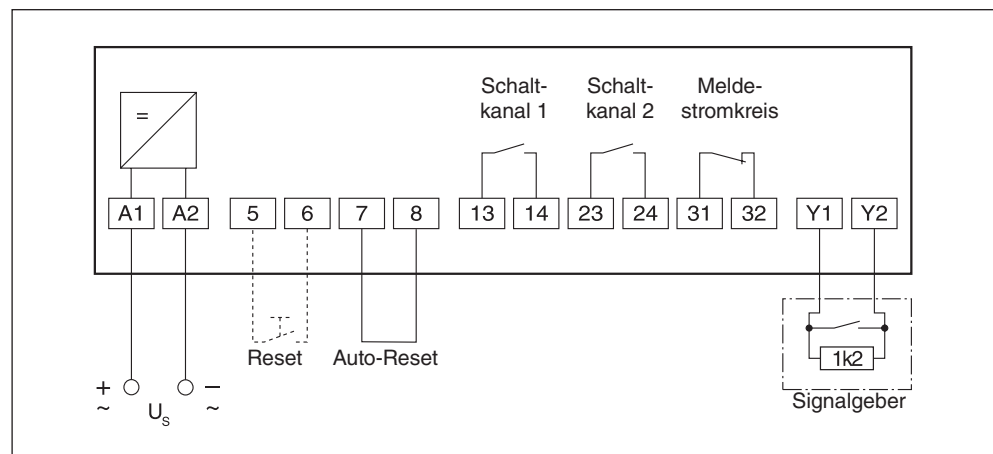 Schalt-
kanal 1
Schalt-
kanal 2
Melde-
stromkreis
=
A1 A2 5 6 7 8 13 14 23 24 31 32 Y1 Y2
Reset
Auto-Reset
1k2
Signalgeber
+ −
~ ~
US